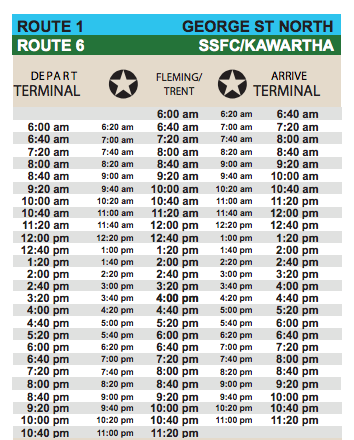 ROUTE 1 GEORGE ST NORTH
ROUTE 6 SSFC/KAWARTHA
DEPART TERMINAL
FLEMING/ TRENT
ARRIVE TERMINAL
6:00 am 6:20 am 6:40 am
6:00 am 6:20 am 6:40 am 7:00 am 7:20 am
6:40 am 7:00 am 7:20 am 7:40 am 8:00 am
7:20 am 7:40 am 8:00 am 8:20 am 8:40 am
8:00 am 8:20 am 8:40 am 9:00 am 9:20 am
8:40 am 9:00 am 9:20 am 9:40 am 10:00 am
9:20 am 9:40 am 10:00 am 10:20 am 10:40 am
10:00 am 10:20 am 10:40 am 11:00 am 11:20 pm
10:40 am 11:00 am 11:20 am 11:40 am 12:00 pm
11:20 am 11:40 am 12:00 pm 12:20 pm 12:40 pm
12:00 pm 12:20 pm 12:40 pm 1:00 pm 1:20 pm
12:40 pm 1:00 pm 1:20 pm 1:40 pm 2:00 pm
1:20 pm 1:40 pm 2:00 pm 2:20 pm 2:40 pm
2:00 pm 2:20 pm 2:40 pm 3:00 pm 3:20 pm
2:40 pm 3:00 pm 3:20 pm 3:40 pm 4:00 pm
3:20 pm 3:40 pm 4:00 pm 4:20 pm 4:40 pm
4:00 pm 4:20 pm 4:40 pm 5:00 pm 5:20 pm
4:40 pm 5:00 pm 5:20 pm 5:40 pm 6:00 pm
5:20 pm 5:40 pm 6:00 pm 6:20 pm 6:40 pm
6:00 pm 6:20 pm 6:40 pm 7:00 pm 7:20 pm
6:40 pm 7:00 pm 7:20 pm 7:40 pm 8:00 pm
7:20 pm 7:40 pm 8:00 pm 8:20 pm 8:40 pm
8:00 pm 8:20 pm 8:40 pm 9:00 pm 9:20 pm
8:40 pm 9:00 pm 9:20 pm 9:40 pm 10:00 pm
9:20 pm 9:40 pm 10:00 pm 10:20 pm 10:40 pm
10:00 pm 10:20 pm 10:40 pm 11:00 pm 11:20 pm
10:40 pm 11:00 pm 11:20 pm